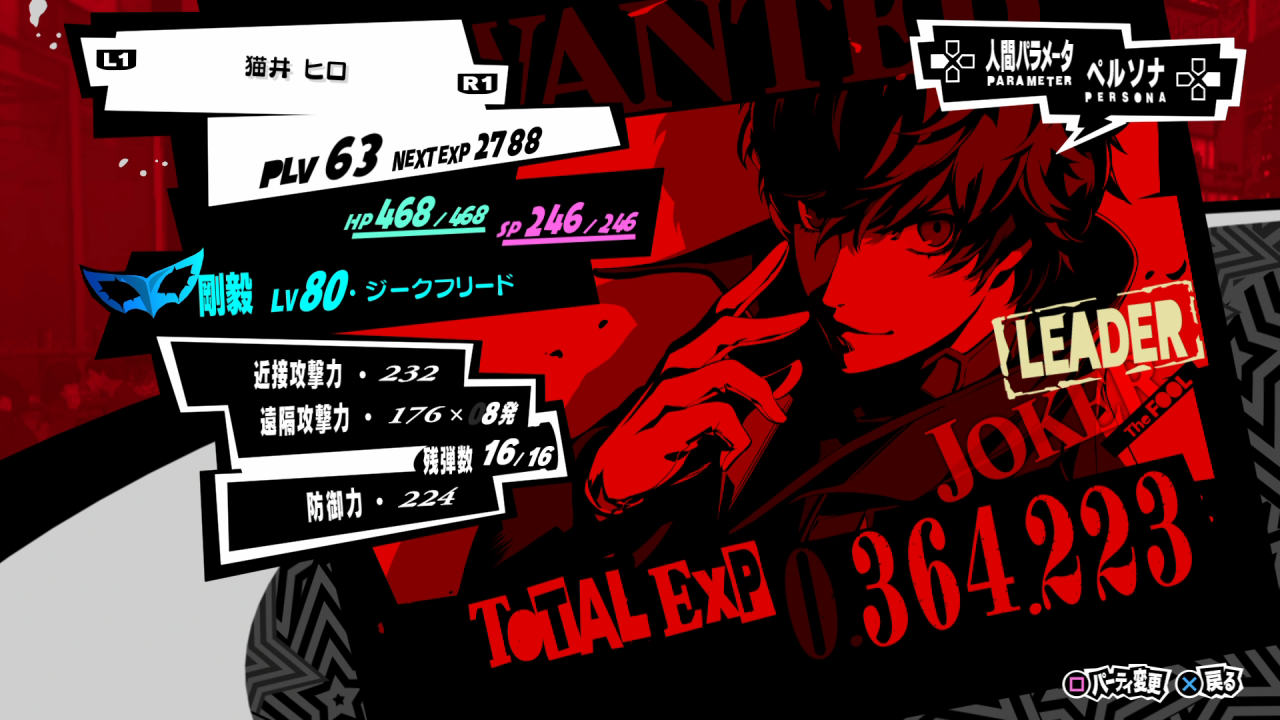 WANTED
L1
猫井 ヒロ
R1
人間パラメータ
PARAMETER
ペルソナ
PERSONA
PLV 63 NEXT EXP 2788
HP 468/468 SP 246/246
剛毅 LV 80・ジークフリード
近接攻撃力・232
遠隔攻撃力・176×08発
残弾数 16/16
防御力・224
LEADER
JOKER
The FOOL
TOTAL EXP 0.364.223
パーティ変更
戻る